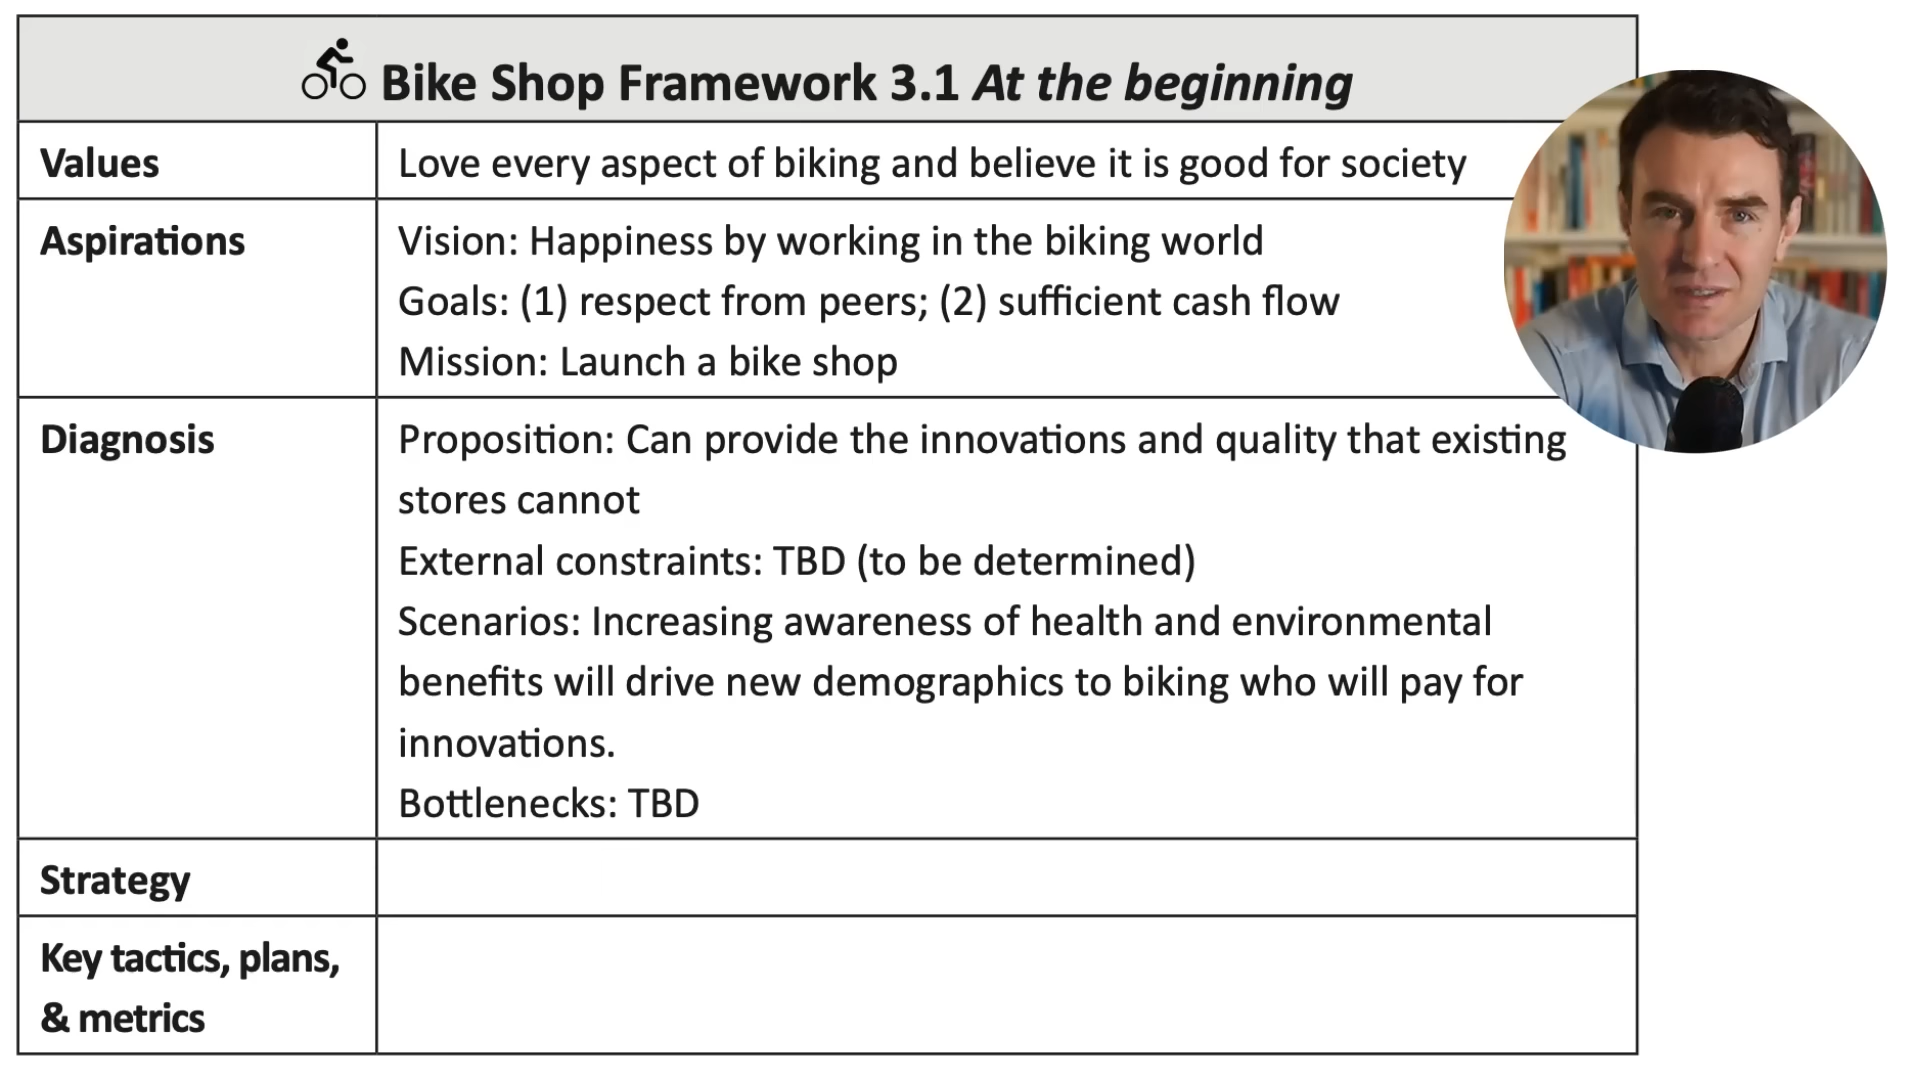 Bike Shop Framework 3.1 At the beginning
Values
Love every aspect of biking and believe it is good for society
Aspirations
Vision: Happiness by working in the biking world
Goals: (1) respect from peers; (2) sufficient cash flow
Mission: Launch a bike shop
Diagnosis
Proposition: Can provide the innovations and quality that existing
stores cannot
External constraints: TBD (to be determined)
Scenarios: Increasing awareness of health and environmental
benefits will drive new demographics to biking who will pay for
innovations.
Bottlenecks: TBD
Strategy
Key tactics, plans,
& metrics